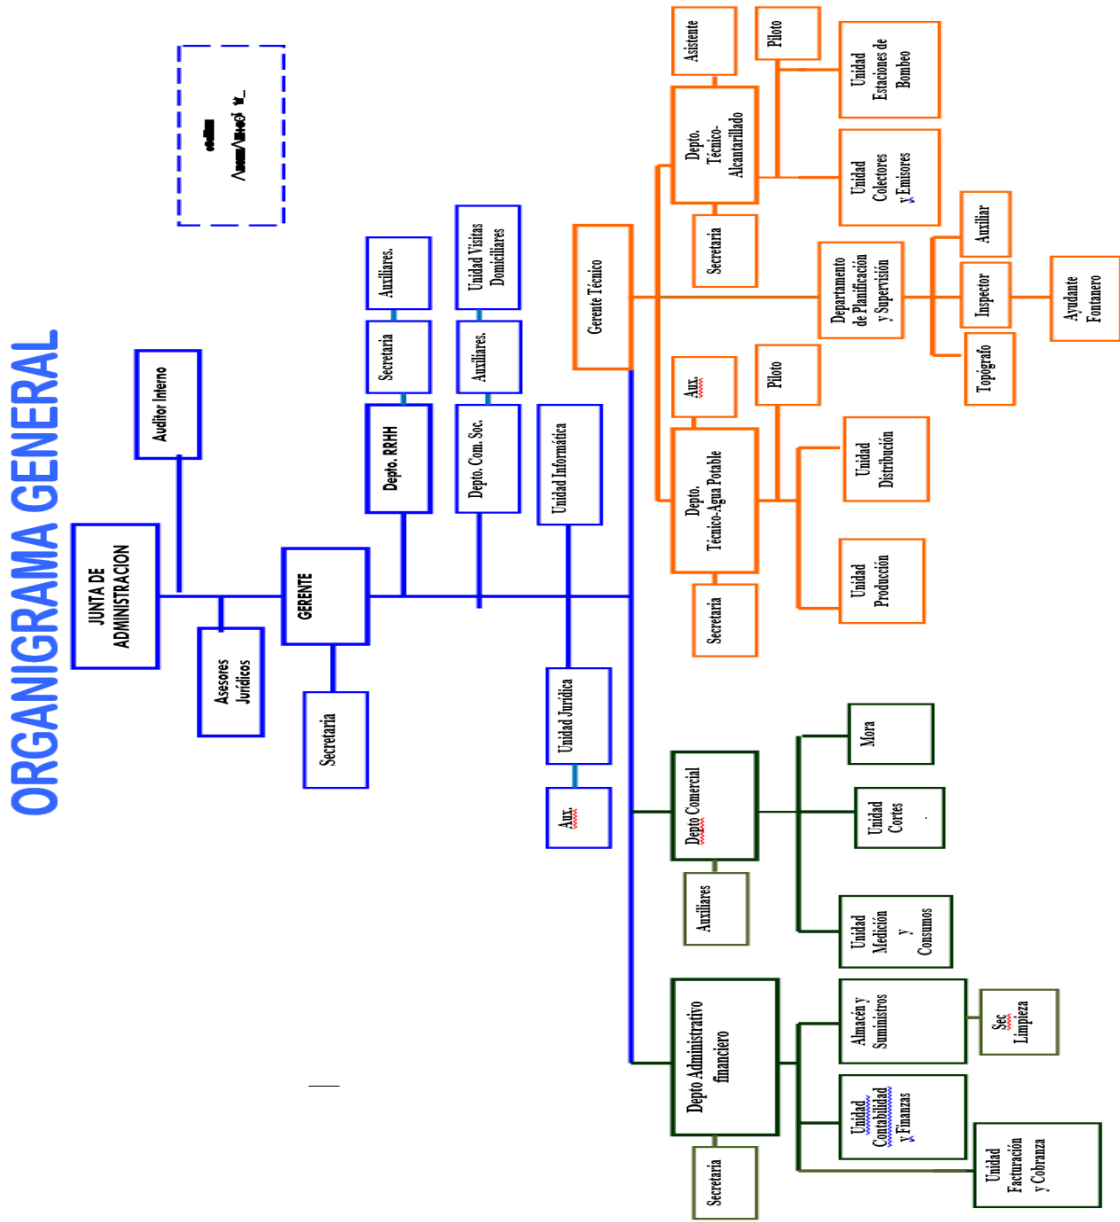 ORGANIGRAMA GENERAL
JUNTA DE
ADMINISTRACION
Auditor Interno
Asesores
Jurídicos
GERENTE
Secretaria
Depto. RRHH
Secretaria
Auxiliares.
Depto. Com. Soc.
Auxiliares.
Unidad Visitas
Domiciliares
Aux.
Unidad Jurídica
Unidad Informática
Gerente Técnico
Secretaria
Depto Administrativo
financiero
Auxiliares
Depto Comercial
Secretaria
Depto.
Técnico-Agua Potable
Aux.
Secretaria
Depto.
Técnico-
Alcantarillado
Asistente
Piloto
Piloto
Unidad
Facturación
y Cobranza
Unidad
Contabilidad
y Finanzas
Almacén y
Suministros
Sec
Limpieza
Unidad
Medición
y
Consumos
Unidad
Cortes
.
Mora
Unidad
Producción
Unidad
Distribución
Departamento
de Planificación
y Supervisión
Topógrafo
Inspector
Auxiliar
Ayudante
Fontanero
Unidad
Colectores
y Emisores
Unidad
Estaciones de
Bombeo